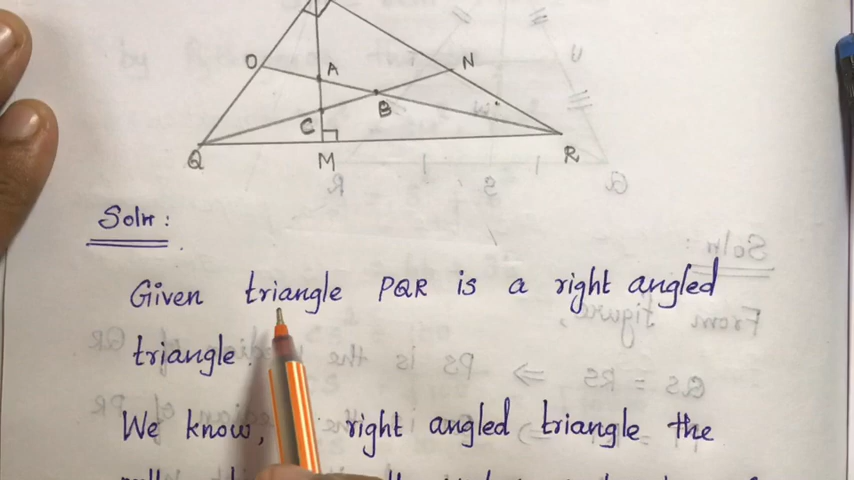 O
A
N
B
C
Q
M
R
Soln:
Given triangle PQR is a right angled
triangle.
We know, right angled triangle the